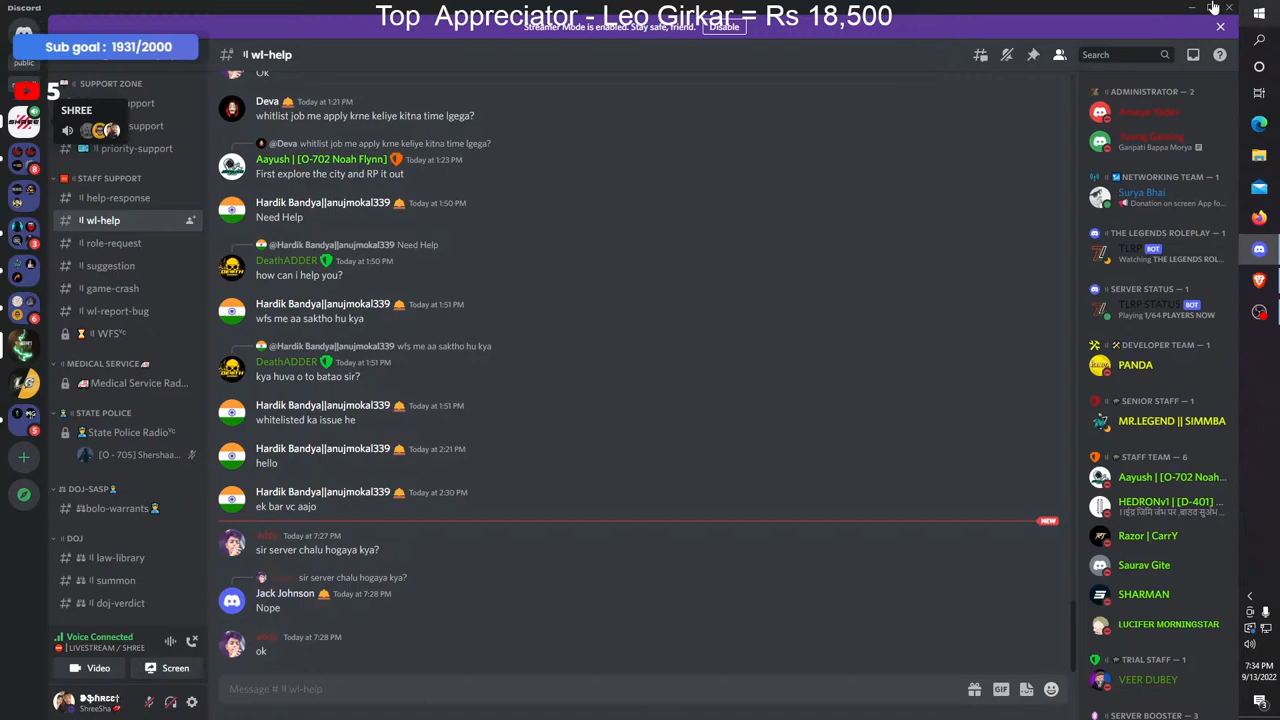 Discord
Top Appreciator - Leo Girkar = Rs 18,500
Streamer Mode is enabled. Stay safe, friend.
Disable
Sub goal : 1931/2000
public
5
SHREE
8
3
6
5
SUPPORT ZONE
support
support
priority-support
STAFF SUPPORT
help-response
wl-help
role-request
suggestion
game-crash
wl-report-bug
WFSVc
MEDICAL SERVICE
Medical Service Rad...
STATE POLICE
State Police RadioVc
[O - 705] Shershaa...
DOJ-SASP
bolo-warrants
DOJ
law-library
summon
doj-verdict
Voice Connected
LIVESTREAM / SHREE
Video
Screen
ShreeSha
wl-help
Search
Ok
Deva Today at 1:21 PM
whitlist job me apply krne keliye kitna time lgega?
@Deva whitlist job me apply krne keliye kitna time lgega?
Aayush | [O-702 Noah Flynn] Today at 1:23 PM
First explore the city and RP it out
Hardik Bandya||anujmokal339 Today at 1:50 PM
Need Help
@Hardik Bandya||anujmokal339 Need Help
DeathADDER Today at 1:50 PM
how can i help you?
Hardik Bandya||anujmokal339 Today at 1:51 PM
wfs me aa saktho hu kya
@Hardik Bandya||anujmokal339 wfs me aa saktho hu kya
DeathADDER Today at 1:51 PM
kya huva o to batao sir?
Hardik Bandya||anujmokal339 Today at 1:51 PM
whitelisted ka issue he
Hardik Bandya||anujmokal339 Today at 2:21 PM
hello
Hardik Bandya||anujmokal339 Today at 2:30 PM
ek bar vc aajo
NEW
Today at 7:27 PM
sir server chalu hogaya kya?
sir server chalu hogaya kya?
Jack Johnson Today at 7:28 PM
Nope
Today at 7:28 PM
ok
Message # wl-help
GIF
ADMINISTRATOR — 2
Ganpati Bappa Morya
NETWORKING TEAM — 1
Surya Bhai
Donation on screen App fo...
THE LEGENDS ROLEPLAY — 1
TLRP BOT
Watching THE LEGENDS ROL...
SERVER STATUS — 1
TLRP STATUS BOT
Playing 1/64 PLAYERS NOW
DEVELOPER TEAM — 1
PANDA
SENIOR STAFF — 1
MR.LEGEND || SIMMBA
STAFF TEAM — 6
Aayush | [O-702 Noah...
HEDRONv1 | [D-401] ...
Razor | CarrY
Saurav Gite
SHARMAN
LUCIFER MORNINGSTAR
TRIAL STAFF — 1
VEER DUBEY
SERVER BOOSTER — 3
7:34 PM
9/13/2022